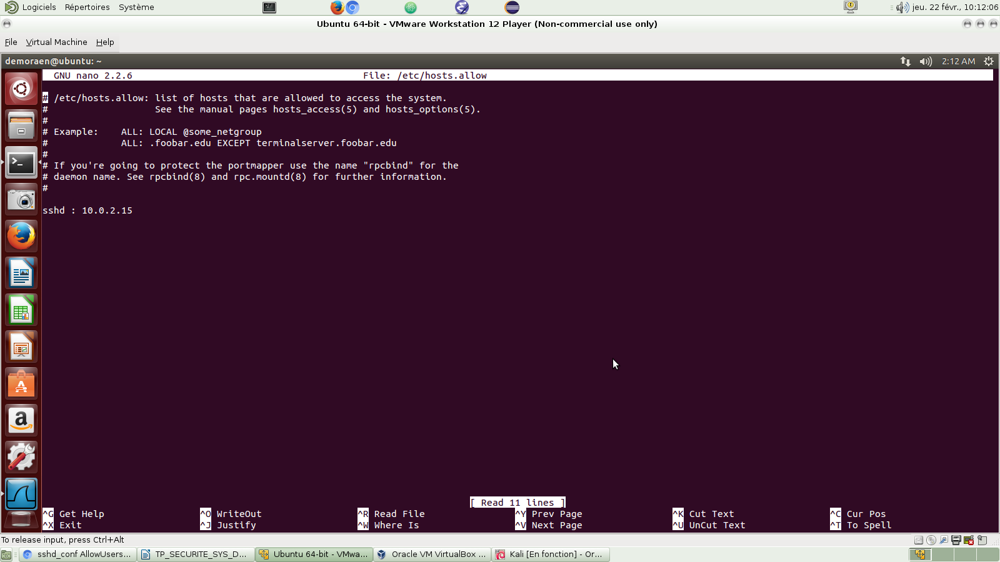 Logiciels Répertoires Système
jeu. 22 févr., 10:12:06
Ubuntu 64-bit - VMware Workstation 12 Player (Non-commercial use only)
File Virtual Machine Help
demoraen@ubuntu: ~
2:12 AM
GNU nano 2.2.6 File: /etc/hosts.allow
# /etc/hosts.allow: list of hosts that are allowed to access the system.
# See the manual pages hosts_access(5) and hosts_options(5).
#
# Example: ALL: LOCAL @some_netgroup
# ALL: .foobar.edu EXCEPT terminalserver.foobar.edu
#
# If you're going to protect the portmapper use the name "rpcbind" for the
# daemon name. See rpcbind(8) and rpc.mountd(8) for further information.
#
sshd : 10.0.2.15
[ Read 11 lines ]
^G Get Help ^O WriteOut ^R Read File ^Y Prev Page ^K Cut Text ^C Cur Pos
^X Exit ^J Justify ^W Where Is ^V Next Page ^U UnCut Text ^T To Spell
To release input, press Ctrl+Alt
sshd_conf AllowUsers... TP_SECURITE_SYS_D... Ubuntu 64-bit - VMwa... Oracle VM VirtualBox ... Kali [En fonction] - Or...